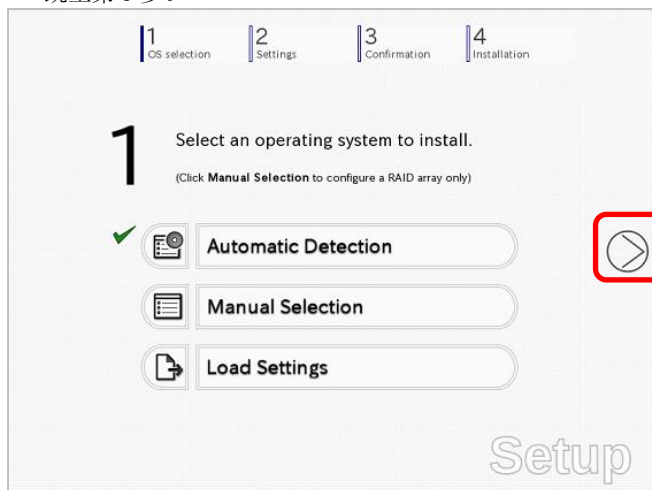 1
OS selection
2
Settings
3
Confirmation
4
Installation
1
Select an operating system to install.
(Click Manual Selection to configure a RAID array only)
Automatic Detection
Manual Selection
Load Settings
Setup